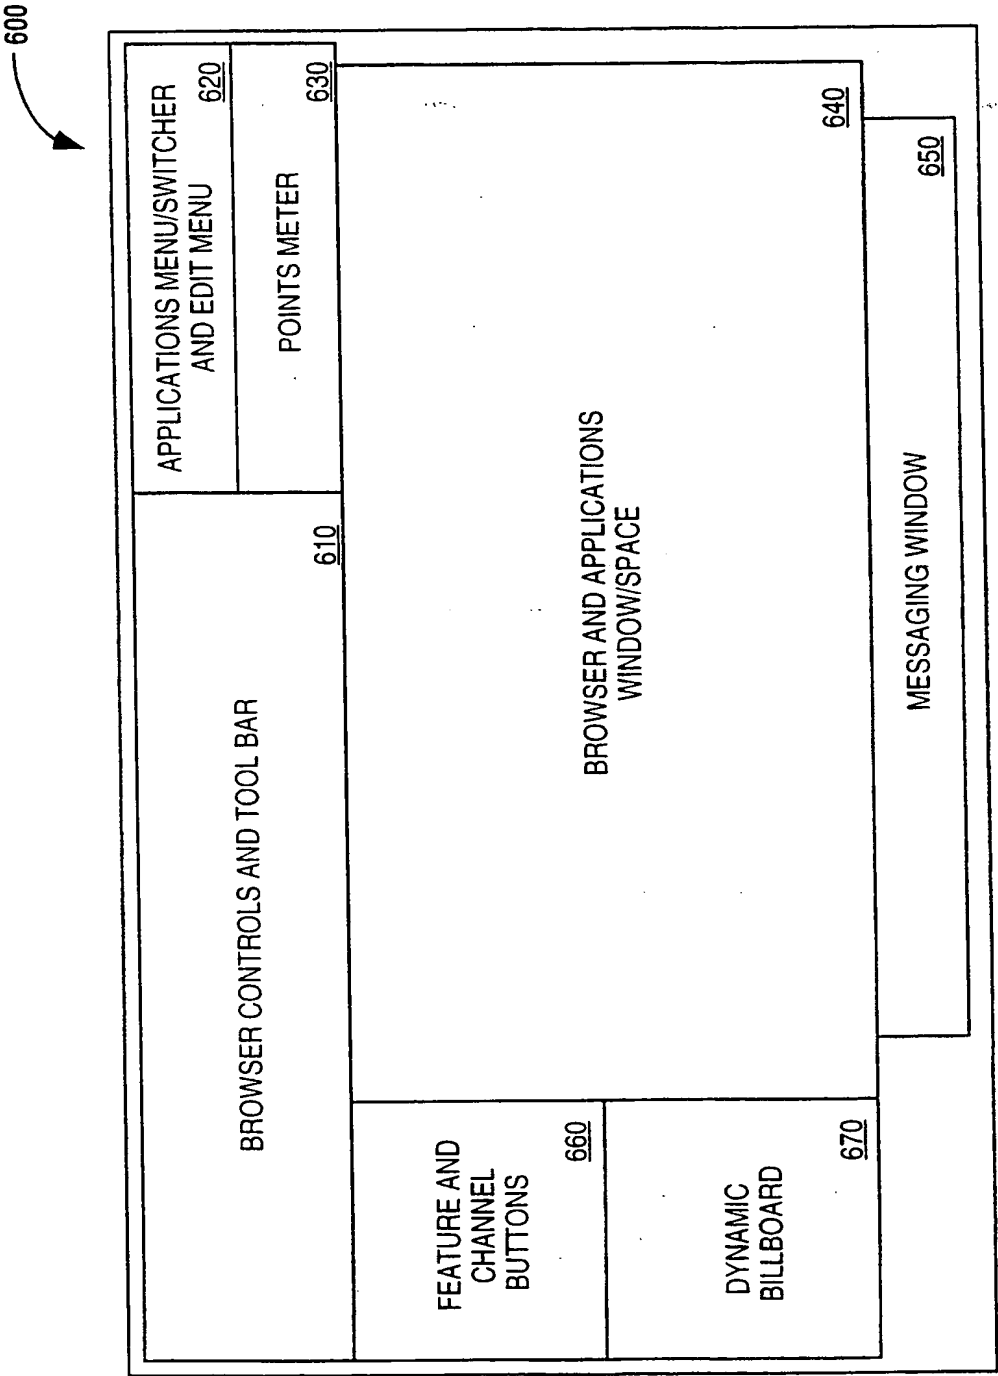 600
BROWSER CONTROLS AND TOOL BAR
610
APPLICATIONS MENU/SWITCHER
AND EDIT MENU
620
POINTS METER
630
FEATURE AND
CHANNEL
BUTTONS
660
DYNAMIC
BILLBOARD
670
BROWSER AND APPLICATIONS
WINDOW/SPACE
640
MESSAGING WINDOW
650